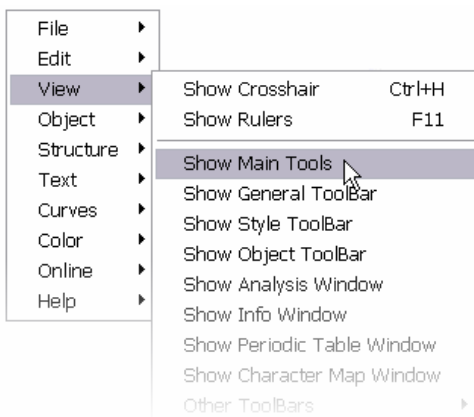 File
Edit
View
Object
Structure
Text
Curves
Color
Online
Help
Show Crosshair Ctrl+H
Show Rulers F11
Show Main Tools
Show General ToolBar
Show Style ToolBar
Show Object ToolBar
Show Analysis Window
Show Info Window
Show Periodic Table Window
Show Character Map Window
Other ToolBars